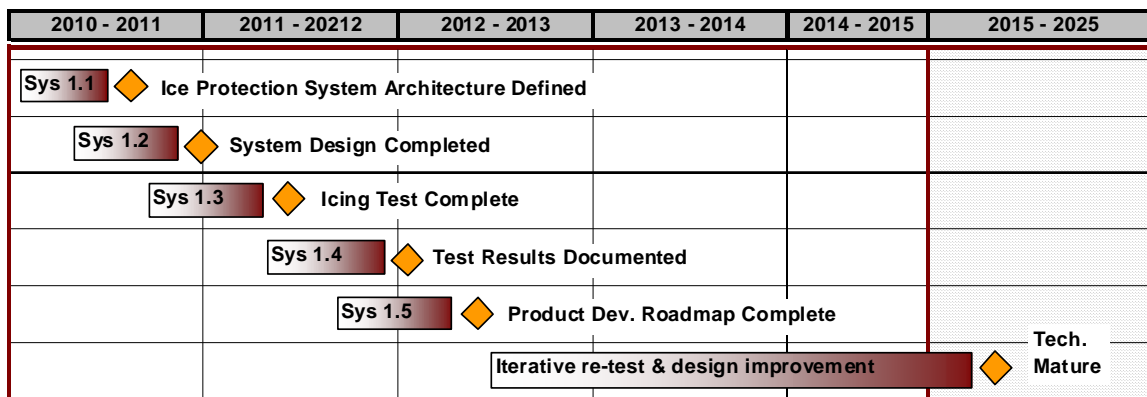 2010 - 2011 2011 - 20212 2012 - 2013 2013 - 2014 2014 - 2015 2015 - 2025
Sys 1.1 Ice Protection System Architecture Defined
Sys 1.2 System Design Completed
Sys 1.3 Icing Test Complete
Sys 1.4 Test Results Documented
Sys 1.5 Product Dev. Roadmap Complete
Iterative re-test & design improvement
Tech.
Mature